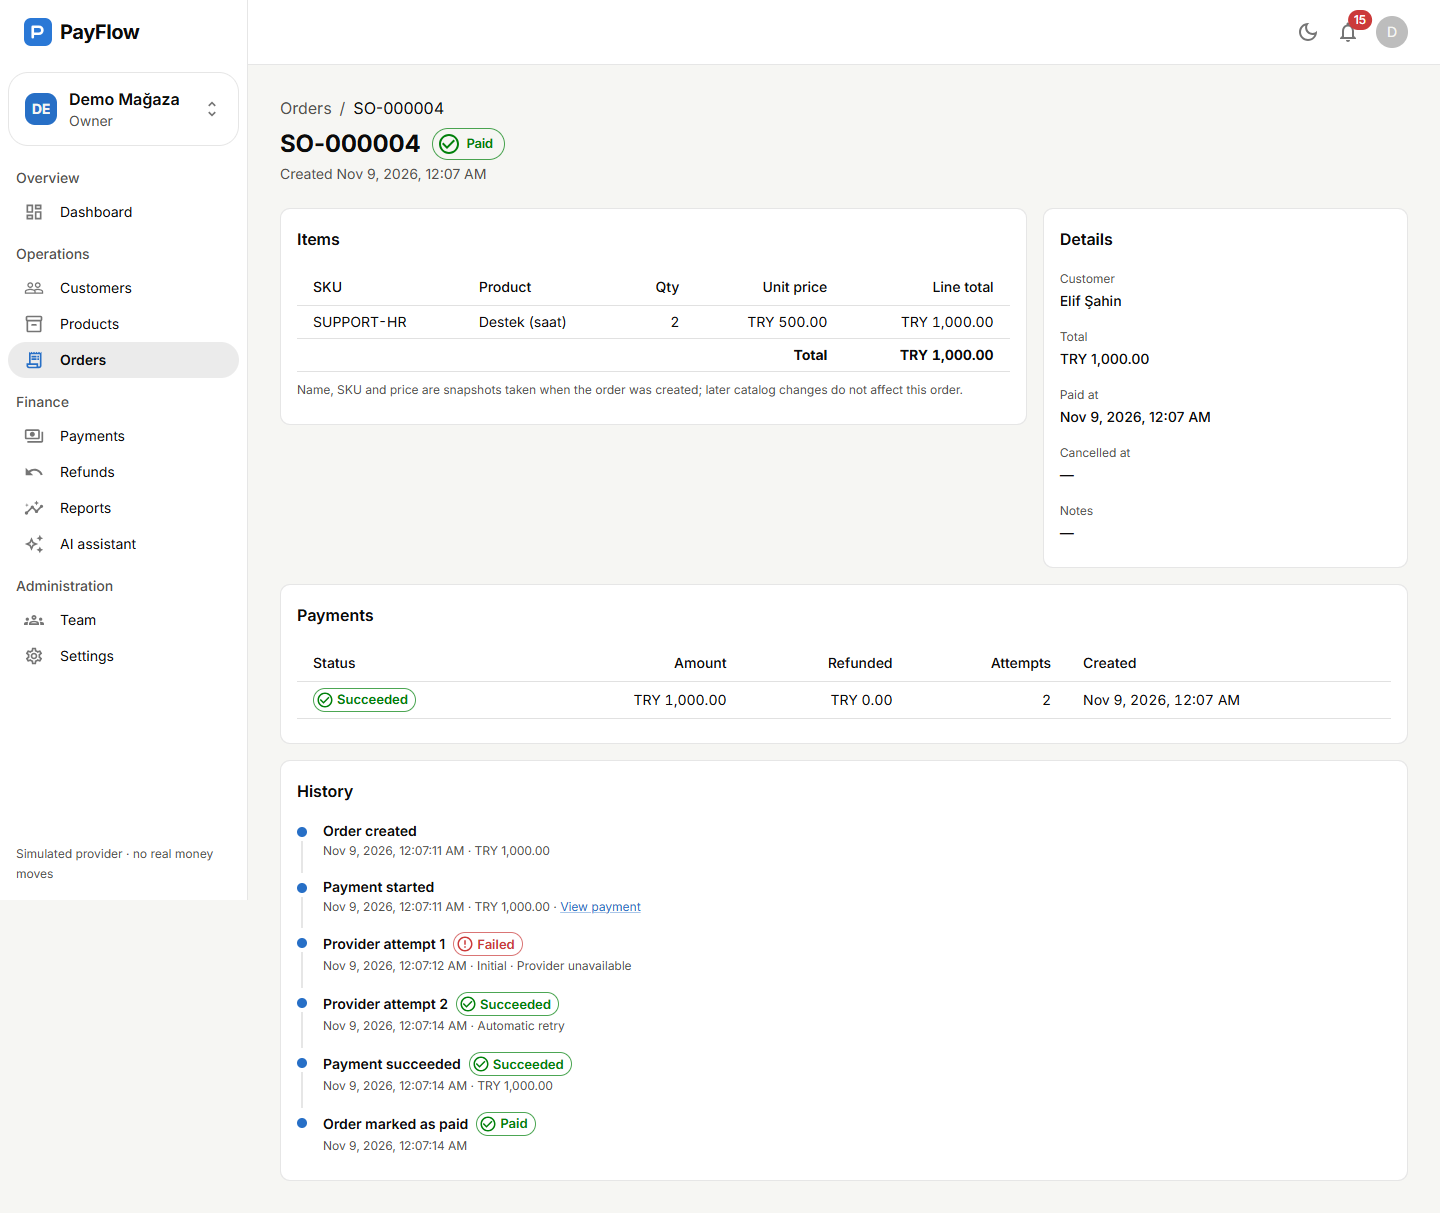 PayFlow
15
D
DE
Demo Mağaza
Owner
Overview
Dashboard
Operations
Customers
Products
Orders
Finance
Payments
Refunds
Reports
AI assistant
Administration
Team
Settings
Simulated provider · no real money
moves
Orders / SO-000004
SO-000004 Paid
Created Nov 9, 2026, 12:07 AM
Items
SKU Product Qty Unit price Line total
SUPPORT-HR Destek (saat) 2 TRY 500.00 TRY 1,000.00
Total TRY 1,000.00
Name, SKU and price are snapshots taken when the order was created; later catalog changes do not affect this order.
Details
Customer
Elif Şahin
Total
TRY 1,000.00
Paid at
Nov 9, 2026, 12:07 AM
Cancelled at
—
Notes
—
Payments
Status Amount Refunded Attempts Created
Succeeded TRY 1,000.00 TRY 0.00 2 Nov 9, 2026, 12:07 AM
History
Order created
Nov 9, 2026, 12:07:11 AM · TRY 1,000.00
Payment started
Nov 9, 2026, 12:07:11 AM · TRY 1,000.00 · View payment
Provider attempt 1 Failed
Nov 9, 2026, 12:07:12 AM · Initial · Provider unavailable
Provider attempt 2 Succeeded
Nov 9, 2026, 12:07:14 AM · Automatic retry
Payment succeeded Succeeded
Nov 9, 2026, 12:07:14 AM · TRY 1,000.00
Order marked as paid Paid
Nov 9, 2026, 12:07:14 AM